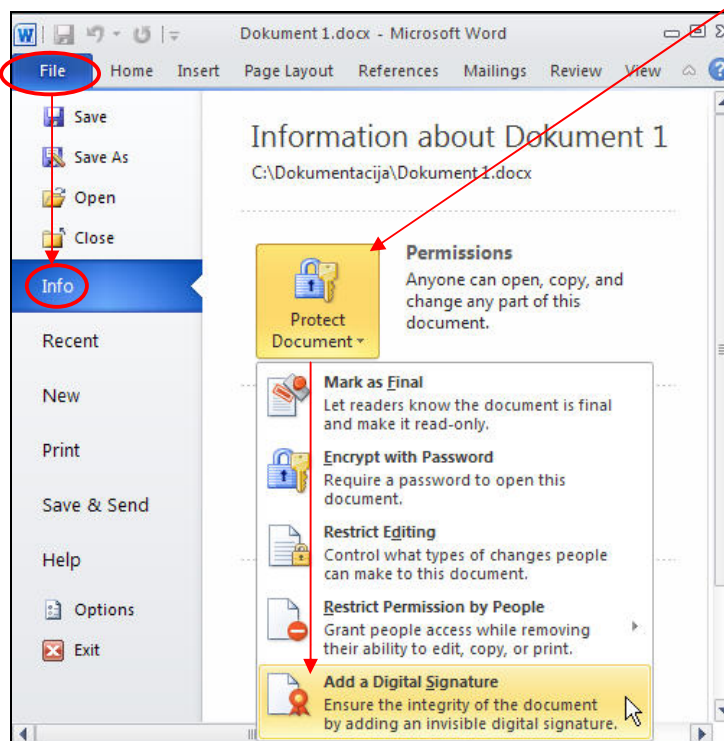 Dokument 1.docx - Microsoft Word
File Home Insert Page Layout References Mailings Review View
Save
Save As
Open
Close
Info
Recent
New
Print
Save & Send
Help
Options
Exit
Information about Dokument 1
C:\Dokumentacija\Dokument 1.docx
Protect
Document
Permissions
Anyone can open, copy, and
change any part of this
document.
Mark as Final
Let readers know the document is final
and make it read-only.
Encrypt with Password
Require a password to open this
document.
Restrict Editing
Control what types of changes people
can make to this document.
Restrict Permission by People
Grant people access while removing
their ability to edit, copy, or print.
Add a Digital Signature
Ensure the integrity of the document
by adding an invisible digital signature.